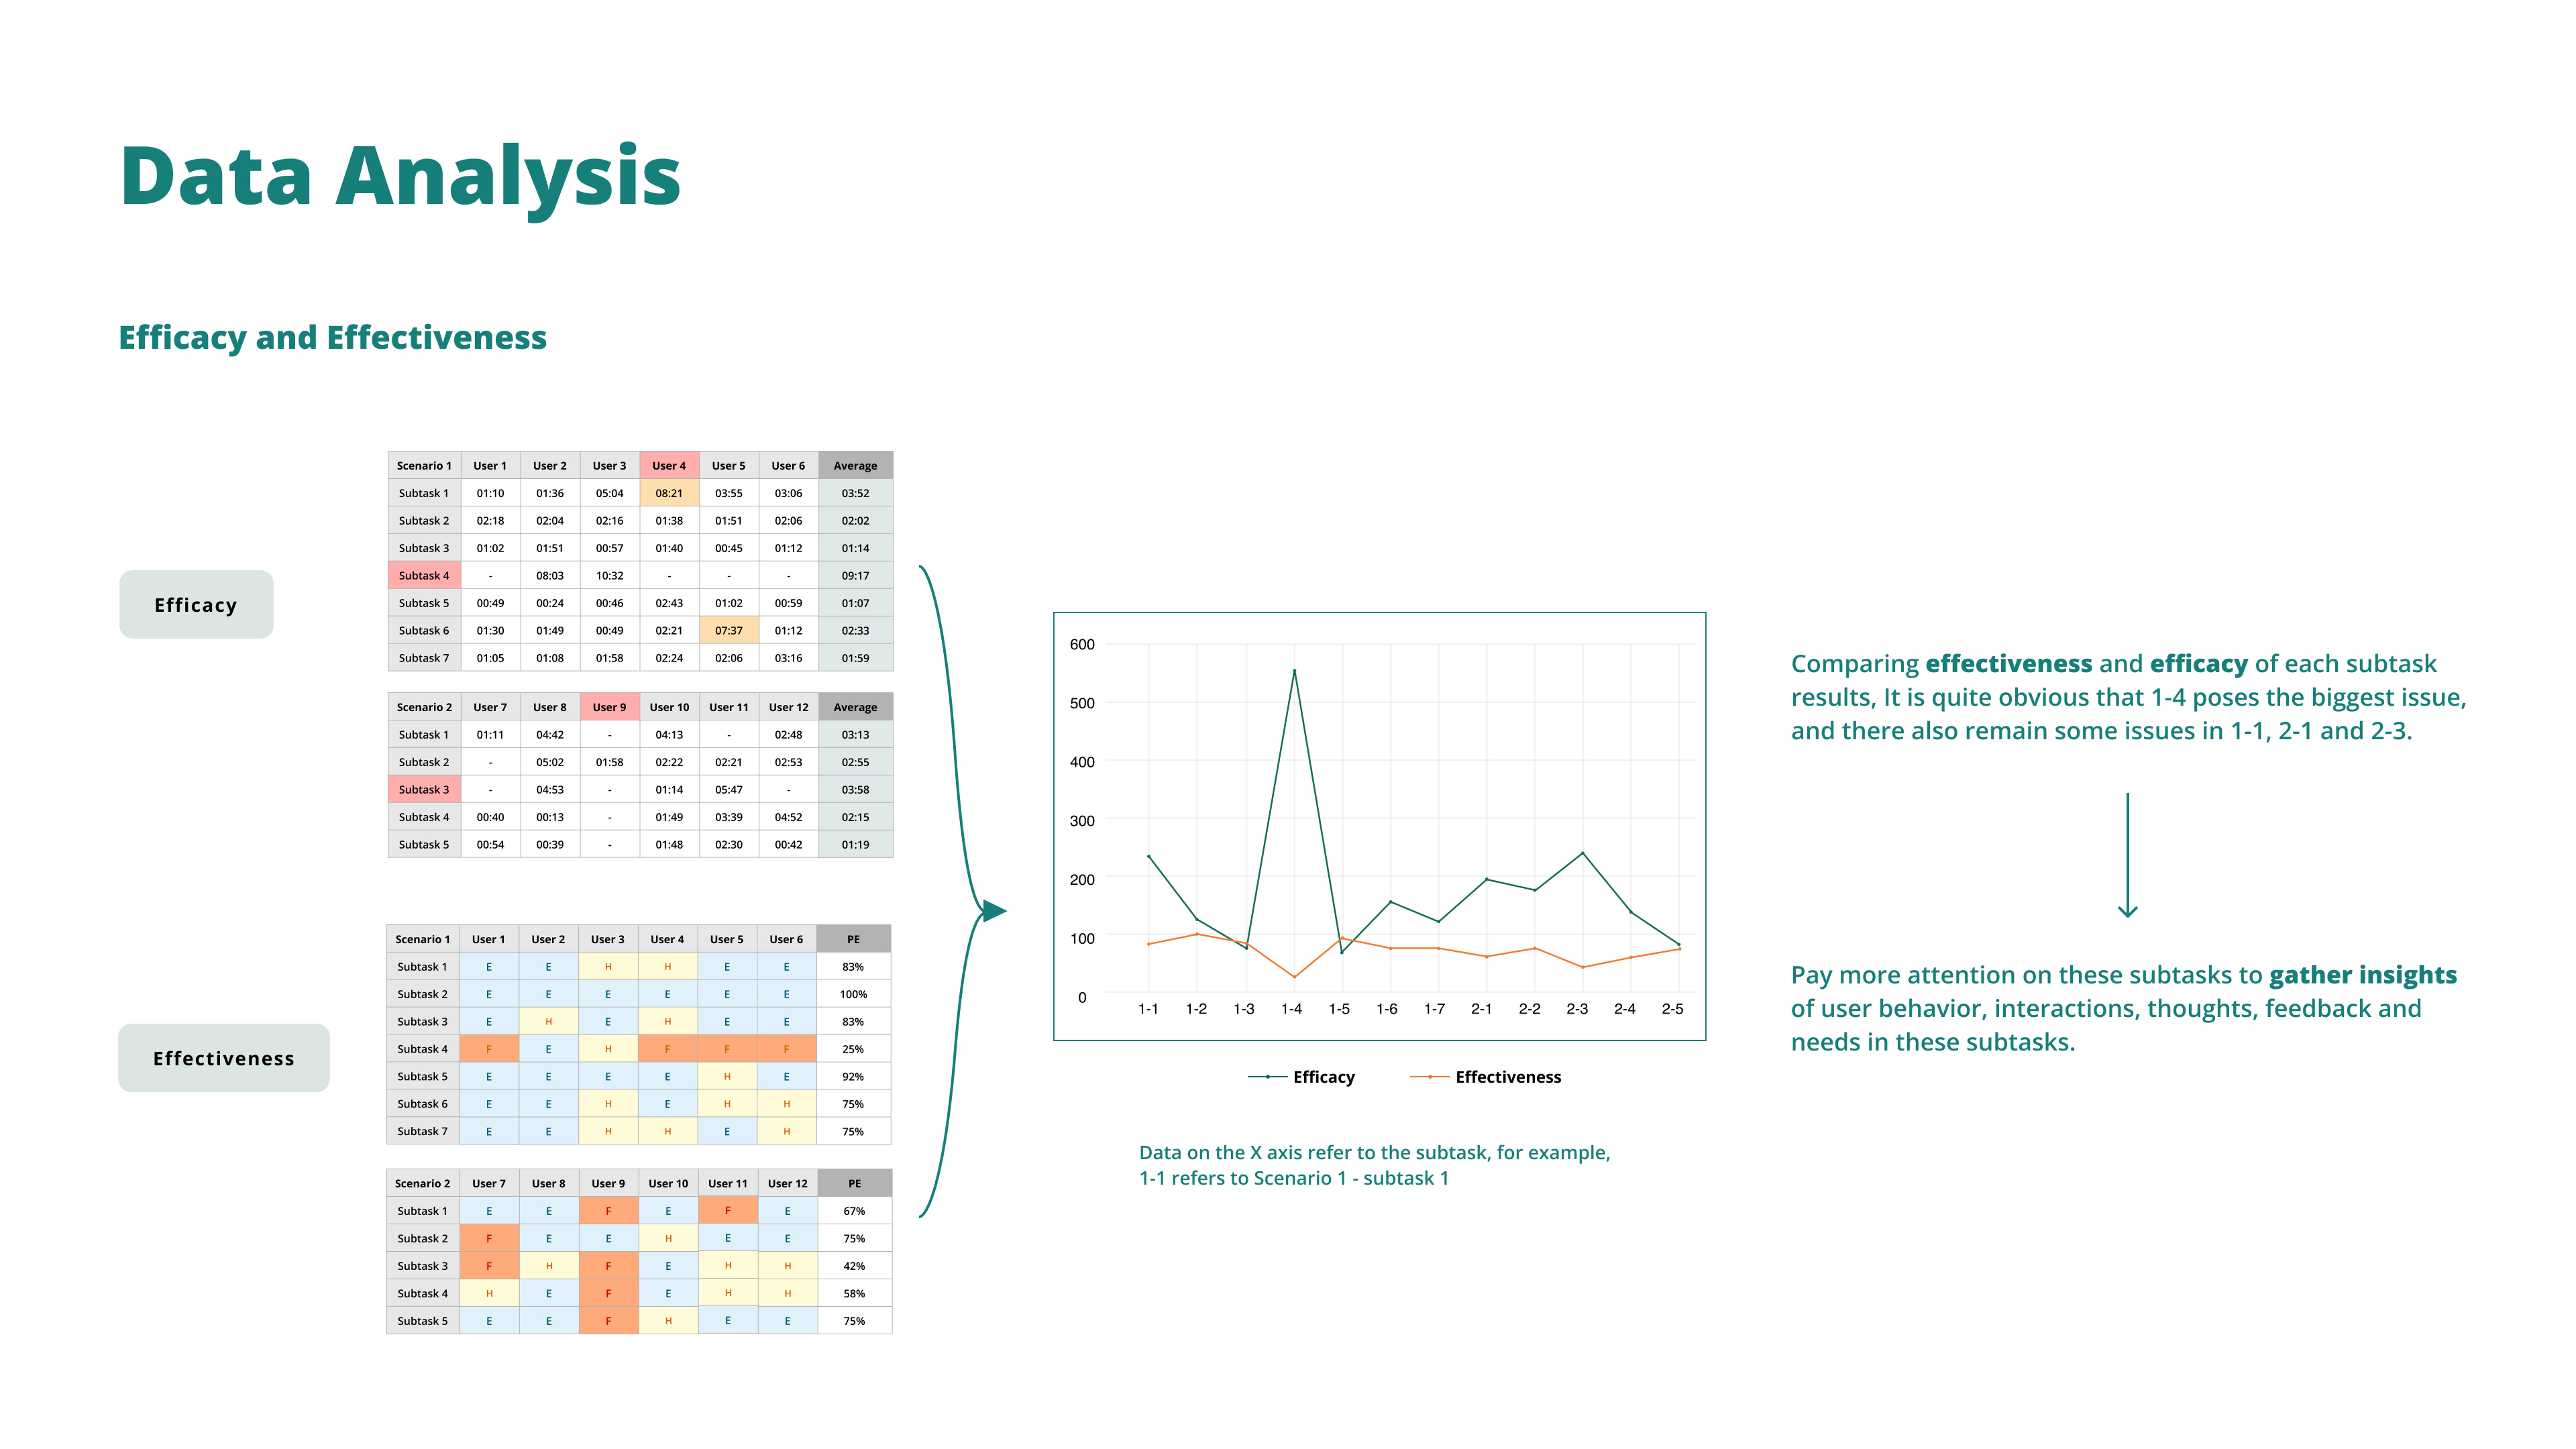 Data Analysis
Efficacy and Effectiveness
Efficacy
Scenario 1 User 1 User 2 User 3 User 4 User 5 User 6 Average
Subtask 1 01:10 01:36 05:04 08:21 03:55 03:06 03:52
Subtask 2 02:18 02:04 02:16 01:38 01:51 02:06 02:02
Subtask 3 01:02 01:51 00:57 01:40 00:45 01:12 01:14
Subtask 4 - 08:03 10:32 - - - 09:17
Subtask 5 00:49 00:24 00:46 02:43 01:02 00:59 01:07
Subtask 6 01:30 01:49 00:49 02:21 07:37 01:12 02:33
Subtask 7 01:05 01:08 01:58 02:24 02:06 03:16 01:59
Scenario 2 User 7 User 8 User 9 User 10 User 11 User 12 Average
Subtask 1 01:11 04:42 - 04:13 - 02:48 03:13
Subtask 2 - 05:02 01:58 02:22 02:21 02:53 02:55
Subtask 3 - 04:53 - 01:14 05:47 - 03:58
Subtask 4 00:40 00:13 - 01:49 03:39 04:52 02:15
Subtask 5 00:54 00:39 - 01:48 02:30 00:42 01:19
Effectiveness
Scenario 1 User 1 User 2 User 3 User 4 User 5 User 6 PE
Subtask 1 E E H H E E 83%
Subtask 2 E E E E E E 100%
Subtask 3 E H E H E E 83%
Subtask 4 F E H F F F 25%
Subtask 5 E E E E H E 92%
Subtask 6 E E H E H H 75%
Subtask 7 E E H H E H 75%
Scenario 2 User 7 User 8 User 9 User 10 User 11 User 12 PE
Subtask 1 E E F E F E 67%
Subtask 2 F E E H E E 75%
Subtask 3 F H F E H H 42%
Subtask 4 H E F E H H 58%
Subtask 5 E E F H E E 75%
600
500
400
300
200
100
0
1-1 1-2 1-3 1-4 1-5 1-6 1-7 2-1 2-2 2-3 2-4 2-5
Efficacy Effectiveness
Data on the X axis refer to the subtask, for example,
1-1 refers to Scenario 1 - subtask 1
Comparing effectiveness and efficacy of each subtask
results, It is quite obvious that 1-4 poses the biggest issue,
and there also remain some issues in 1-1, 2-1 and 2-3.
Pay more attention on these subtasks to gather insights
of user behavior, interactions, thoughts, feedback and
needs in these subtasks.